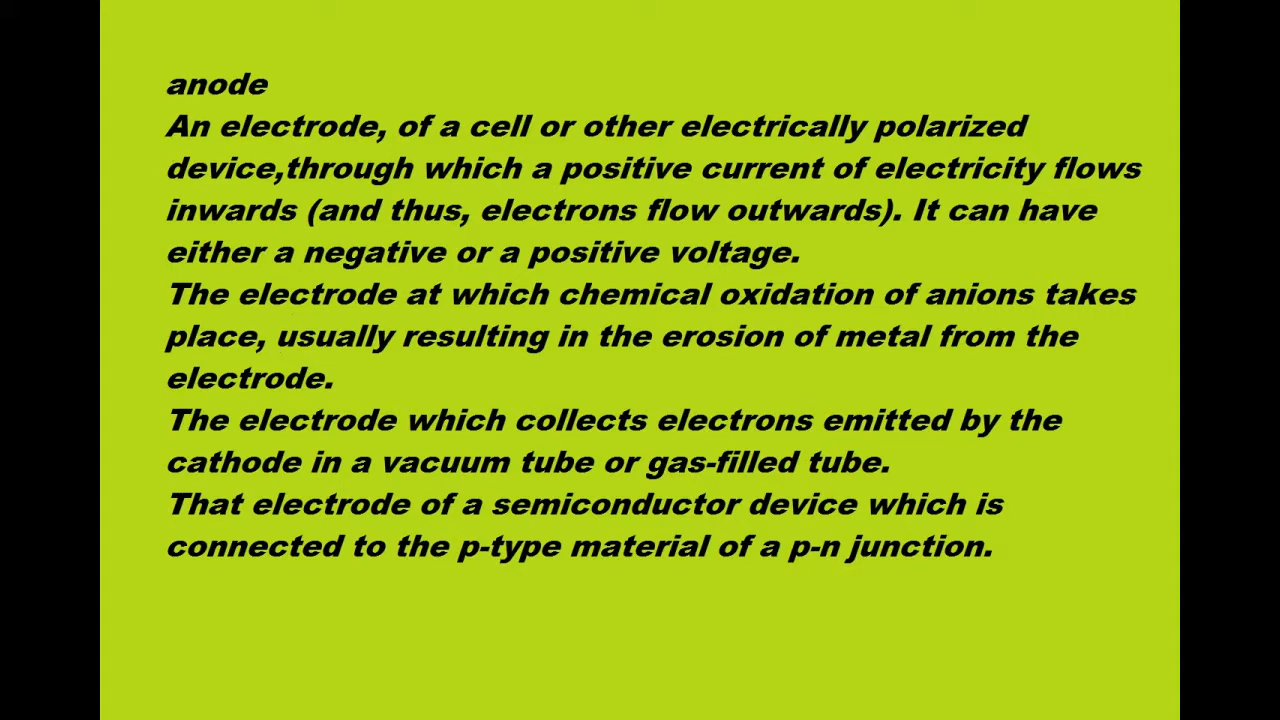 anode
An electrode, of a cell or other electrically polarized
device,through which a positive current of electricity flows
inwards (and thus, electrons flow outwards). It can have
either a negative or a positive voltage.
The electrode at which chemical oxidation of anions takes
place, usually resulting in the erosion of metal from the
electrode.
The electrode which collects electrons emitted by the
cathode in a vacuum tube or gas-filled tube.
That electrode of a semiconductor device which is
connected to the p-type material of a p-n junction.